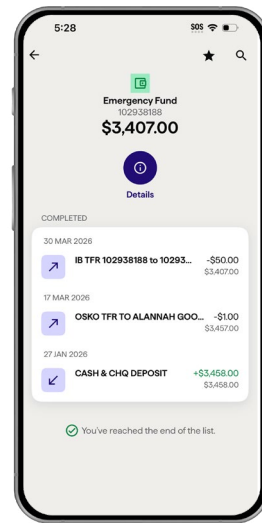 5:28
SOS
Emergency Fund
102938188
$3,407.00
Details
COMPLETED
30 MAR 2026
IB TFR 102938188 to 10293... -$50.00
$3,407.00
17 MAR 2026
OSKO TFR TO ALANNAH GOO... -$1.00
$3,457.00
27 JAN 2026
CASH & CHQ DEPOSIT +$3,458.00
$3,458.00
You've reached the end of the list.